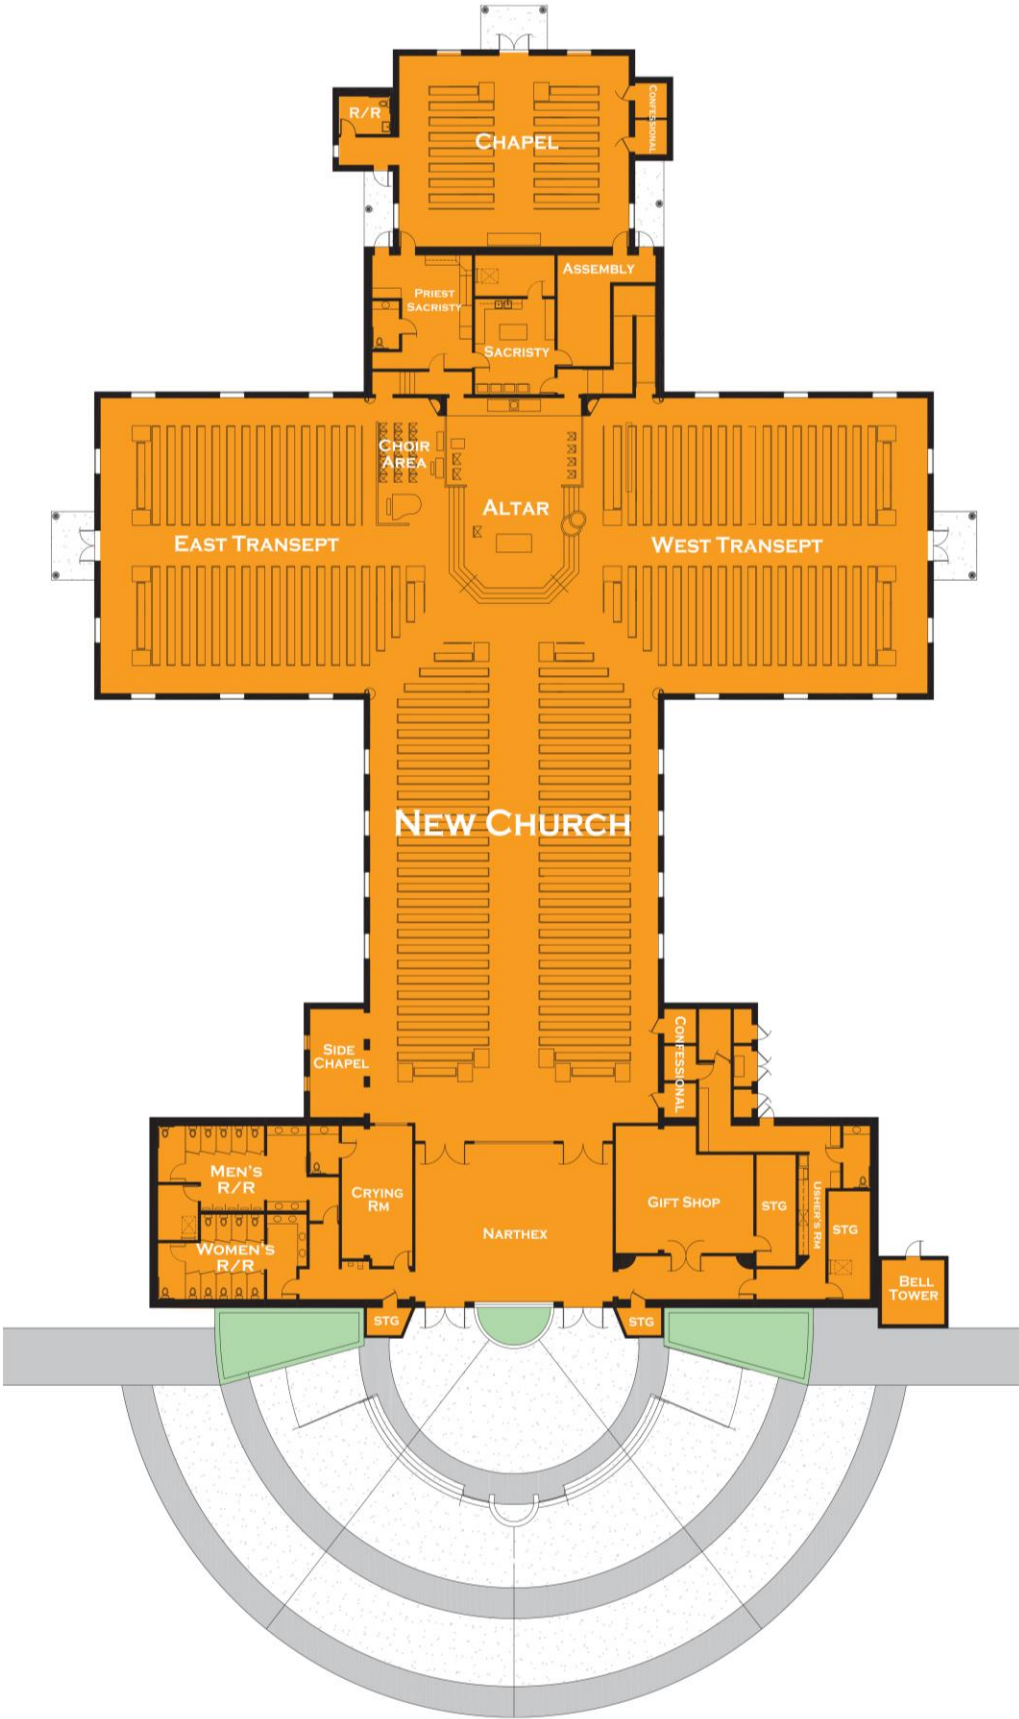 R/R
Confessional
Chapel
Assembly
Priest
Sacristy
Sacristy
Choir
Area
Altar
East Transept
West Transept
New Church
Side
Chapel
Confessional
Men's
R/R
Crying
Rm
Gift Shop
STG
Usher's Rm
STG
Narthex
Women's
R/R
Bell
Tower
STG
STG